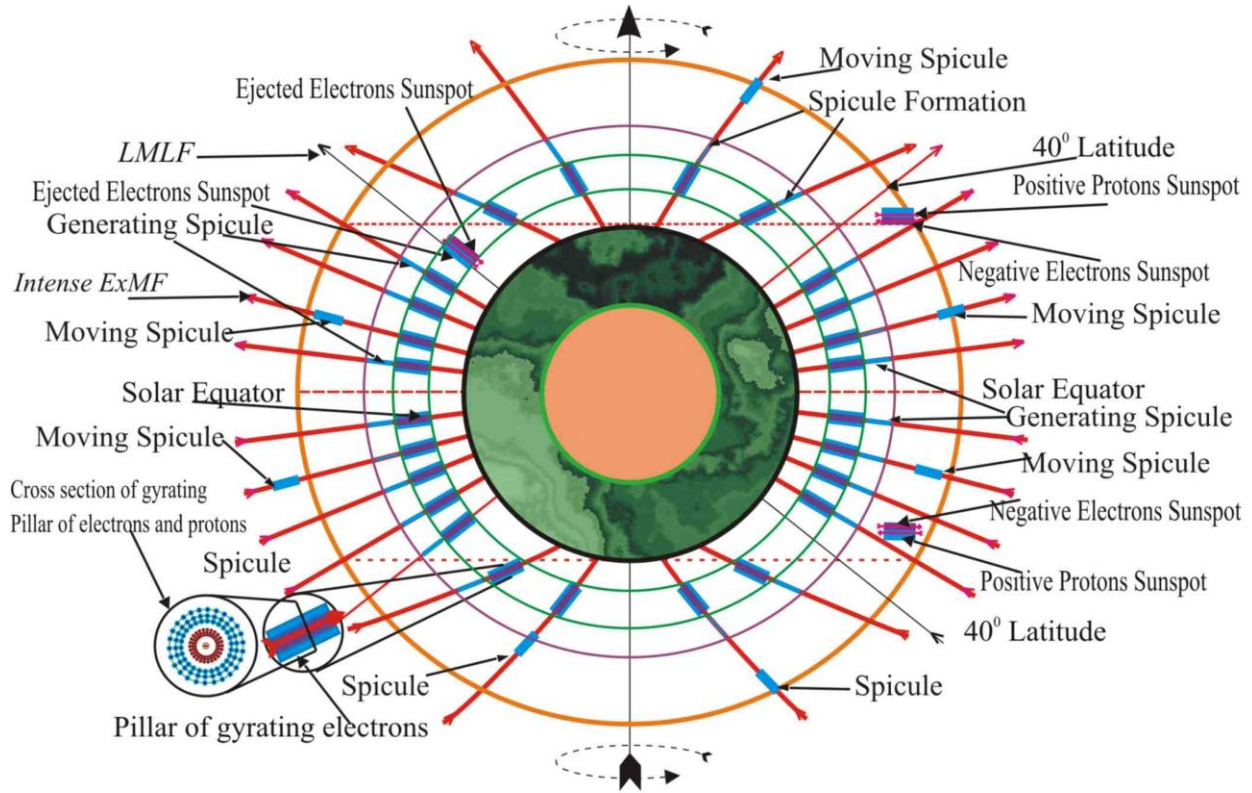 Moving Spicule
Ejected Electrons Sunspot
Spicule Formation
LMLF
40⁰ Latitude
Ejected Electrons Sunspot
Positive Protons Sunspot
Generating Spicule
Negative Electrons Sunspot
Intense ExMF
Moving Spicule
Moving Spicule
Solar Equator
Solar Equator
Generating Spicule
Moving Spicule
Moving Spicule
Cross section of gyrating
Pillar of electrons and protons
Negative Electrons Sunspot
Spicule
Positive Protons Sunspot
40⁰ Latitude
Spicule
Spicule
Pillar of gyrating electrons